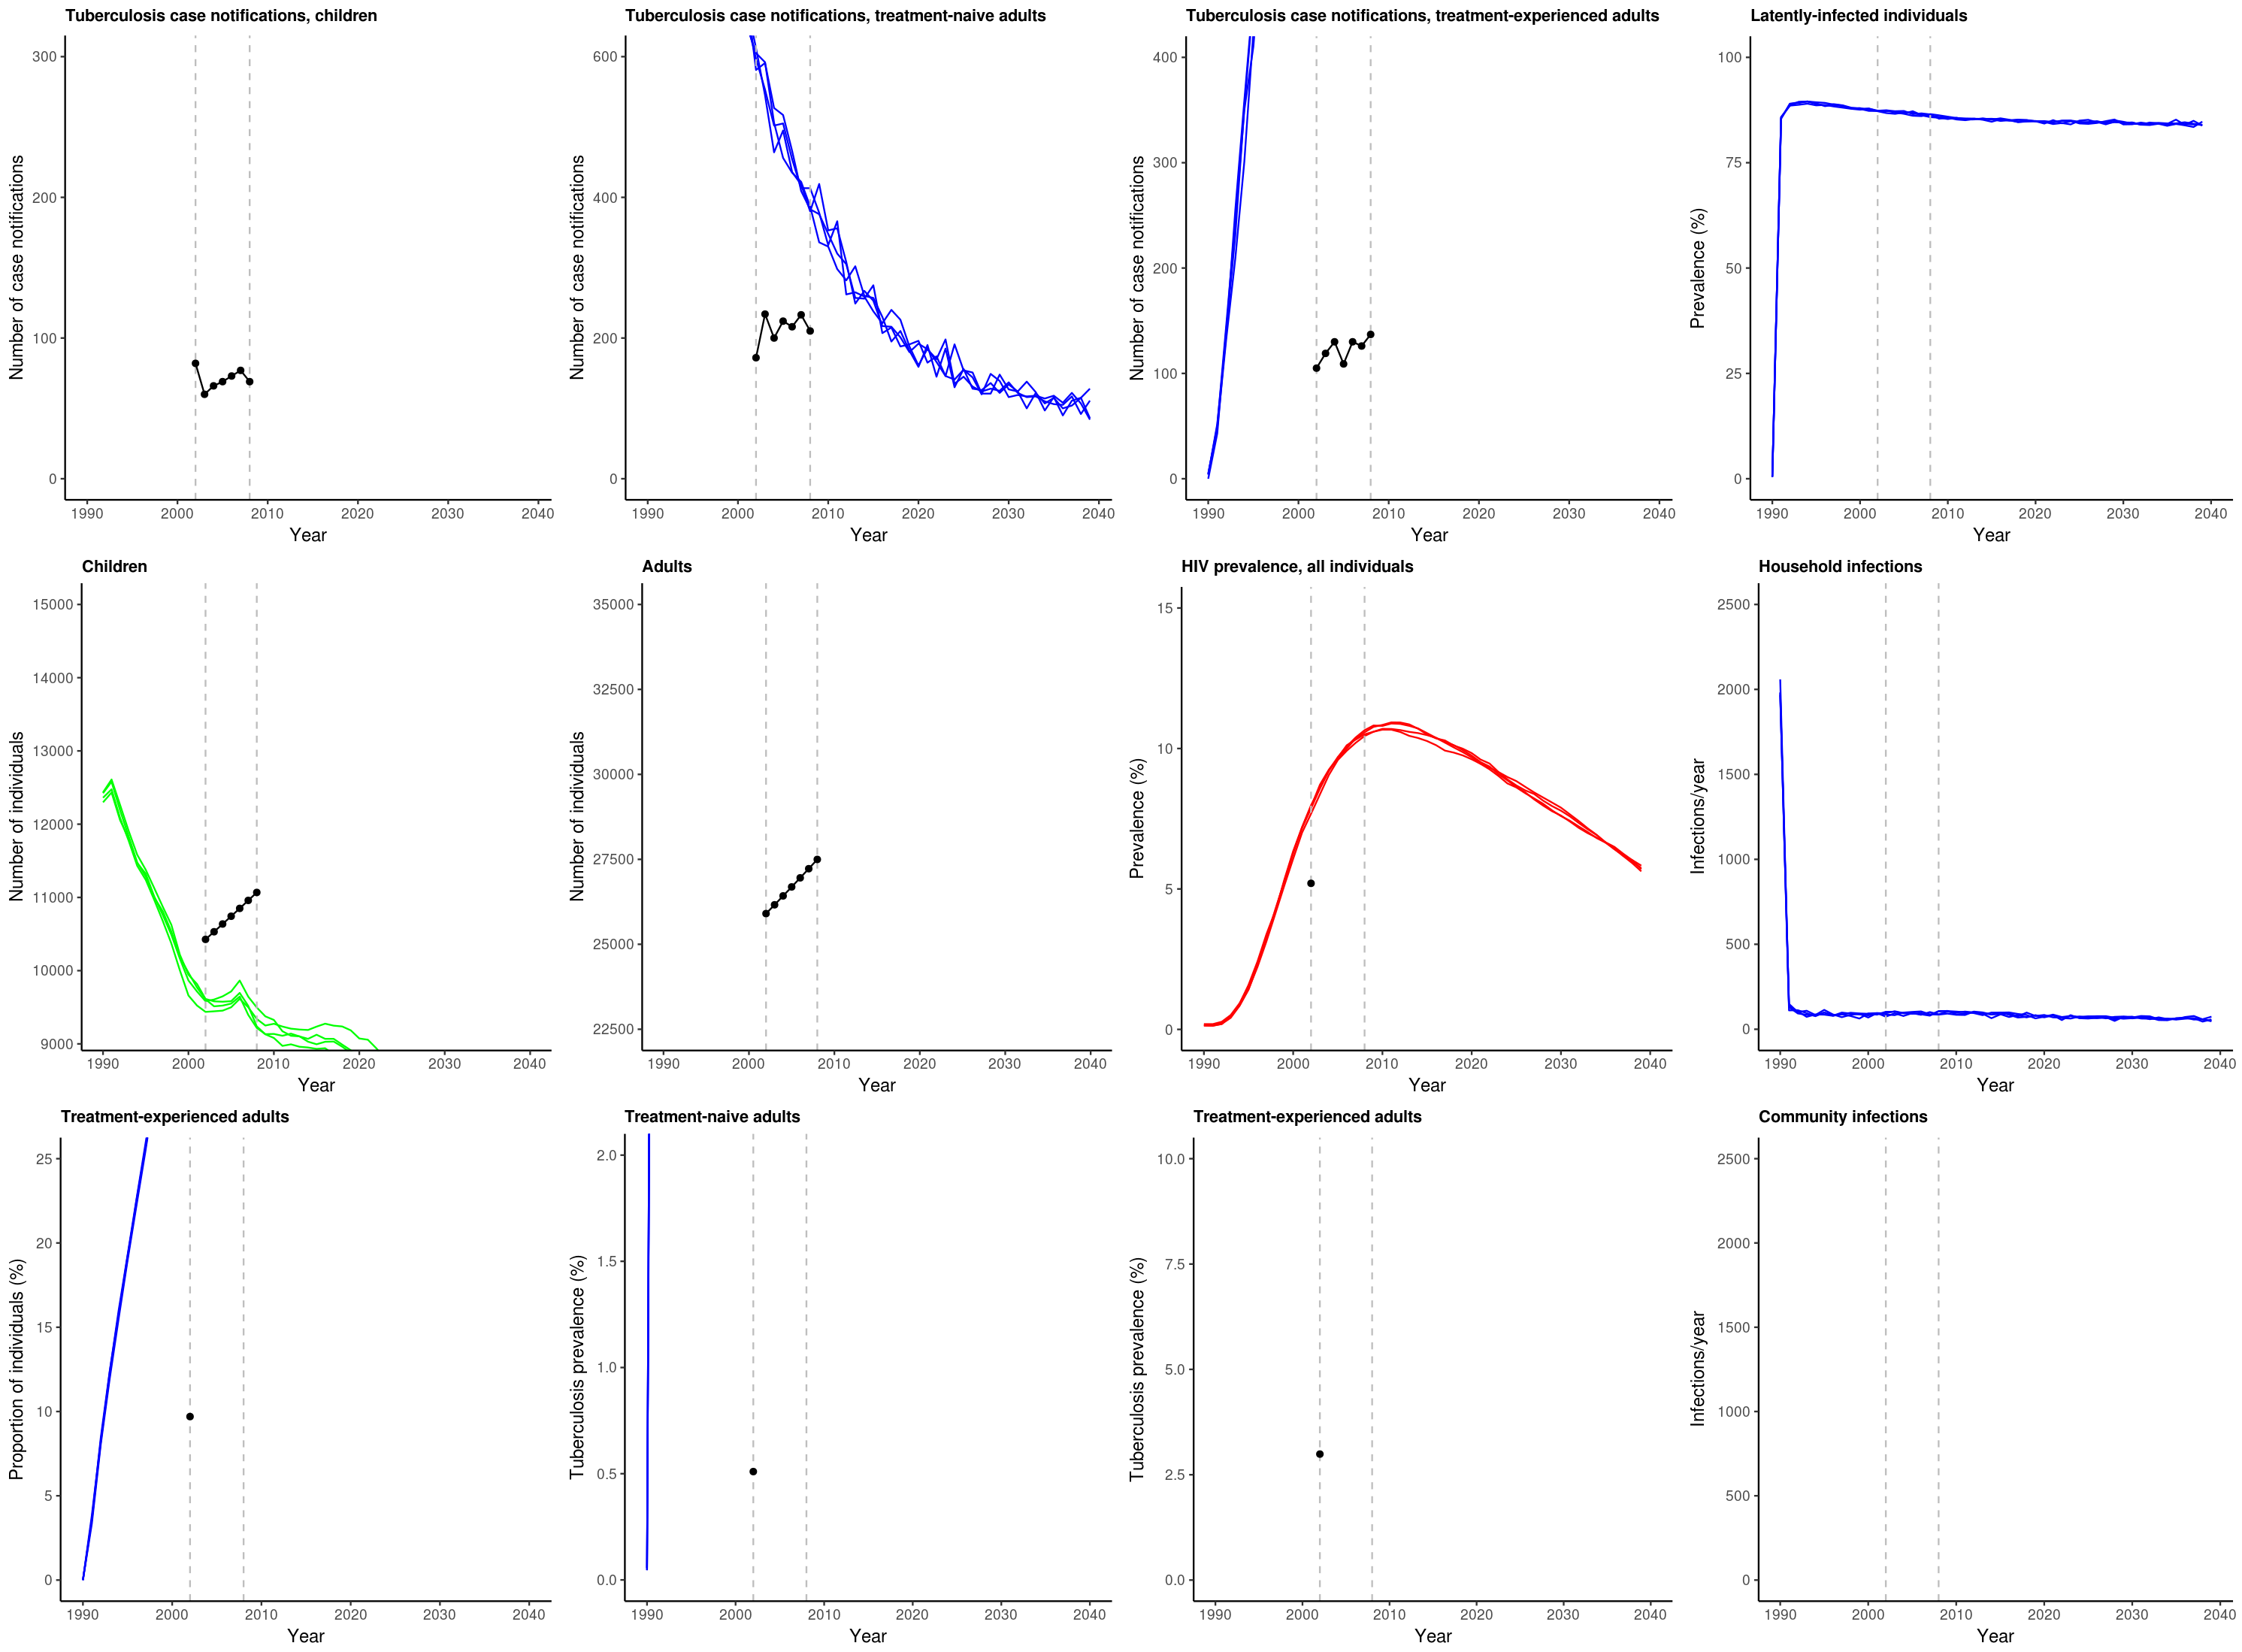 Tuberculosis case notifications, children
Number of case notifications
300
200
100
0
1990 2000 2010 2020 2030 2040
Year
Tuberculosis case notifications, treatment-naive adults
Number of case notifications
600
400
200
0
1990 2000 2010 2020 2030 2040
Year
Tuberculosis case notifications, treatment-experienced adults
Number of case notifications
400
300
200
100
0
1990 2000 2010 2020 2030 2040
Year
Latently-infected individuals
Prevalence (%)
100
75
50
25
0
1990 2000 2010 2020 2030 2040
Year
Children
Number of individuals
15000
14000
13000
12000
11000
10000
9000
1990 2000 2010 2020 2030 2040
Year
Adults
Number of individuals
35000
32500
30000
27500
25000
22500
1990 2000 2010 2020 2030 2040
Year
HIV prevalence, all individuals
Prevalence (%)
15
10
5
0
1990 2000 2010 2020 2030 2040
Year
Household infections
Infections/year
2500
2000
1500
1000
500
0
1990 2000 2010 2020 2030 2040
Year
Treatment-experienced adults
Proportion of individuals (%)
25
20
15
10
5
0
1990 2000 2010 2020 2030 2040
Year
Treatment-naive adults
Tuberculosis prevalence (%)
2.0
1.5
1.0
0.5
0.0
1990 2000 2010 2020 2030 2040
Year
Treatment-experienced adults
Tuberculosis prevalence (%)
10.0
7.5
5.0
2.5
0.0
1990 2000 2010 2020 2030 2040
Year
Community infections
Infections/year
2500
2000
1500
1000
500
0
1990 2000 2010 2020 2030 2040
Year